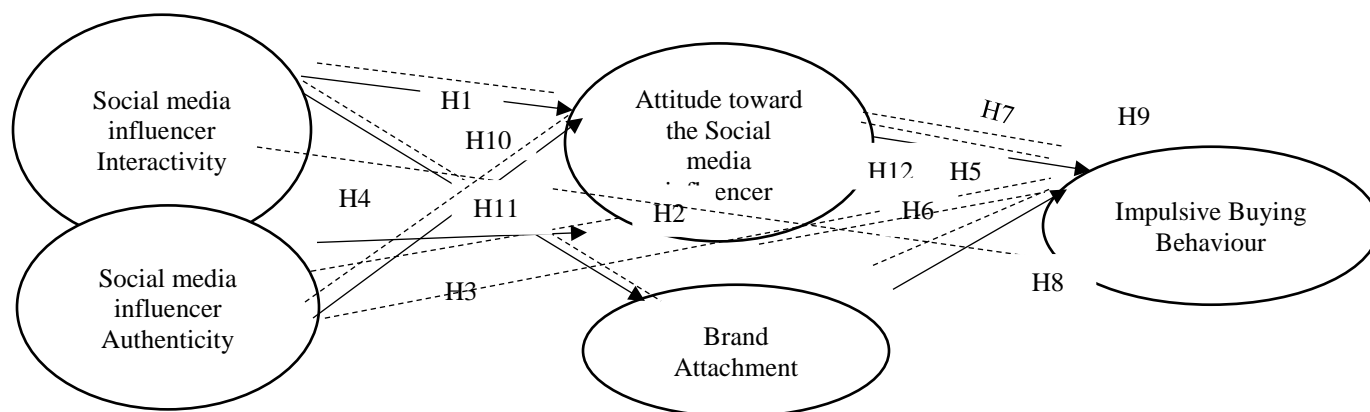 Social media
influencer
Interactivity
Social media
influencer
Authenticity
H1
H10
H4
H11
H3
Attitude toward
the Social
media
H2
Brand
Attachment
H7
H9
H12
H5
H6
H8
Impulsive Buying
Behaviour